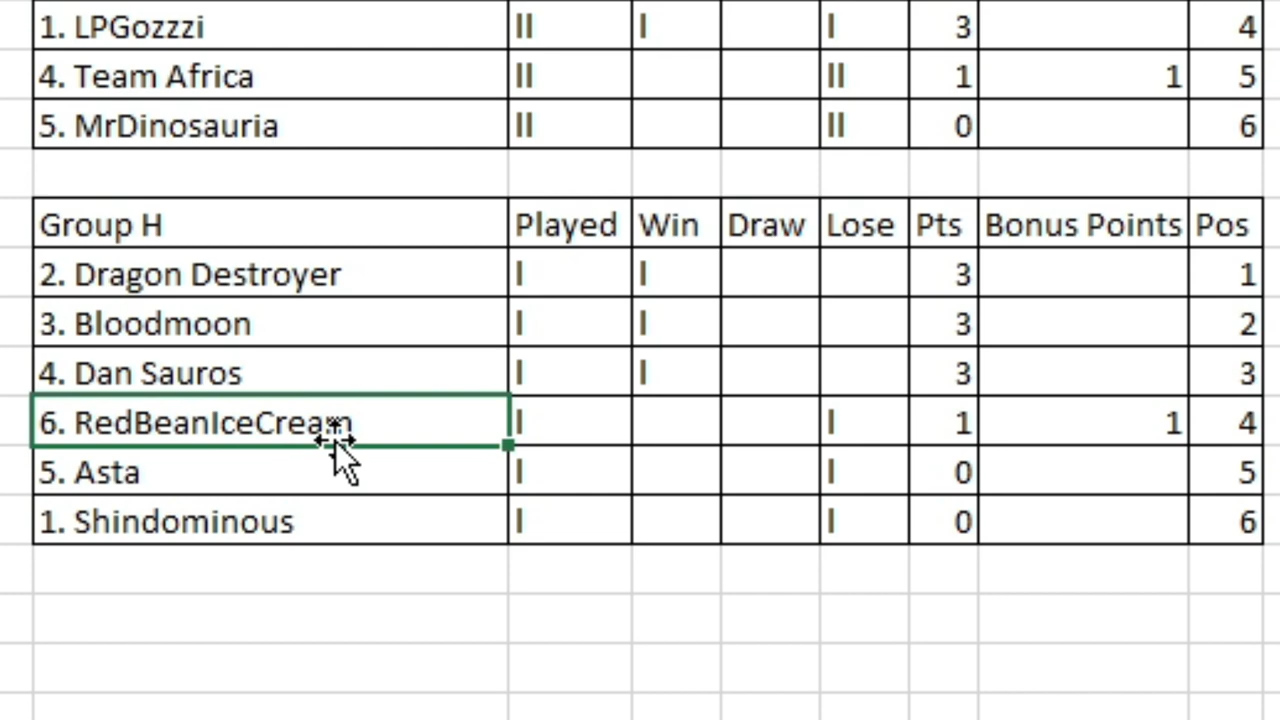 1. LPGozzzi II I I 3 4
4. Team Africa II II 1 1 5
5. MrDinosauria II II 0 6
Group H Played Win Draw Lose Pts Bonus Points Pos
2. Dragon Destroyer I I 3 1
3. Bloodmoon I I 3 2
4. Dan Sauros I I 3 3
6. RedBeanIceCream I I 1 1 4
5. Asta I I 0 5
1. Shindominous I I 0 6